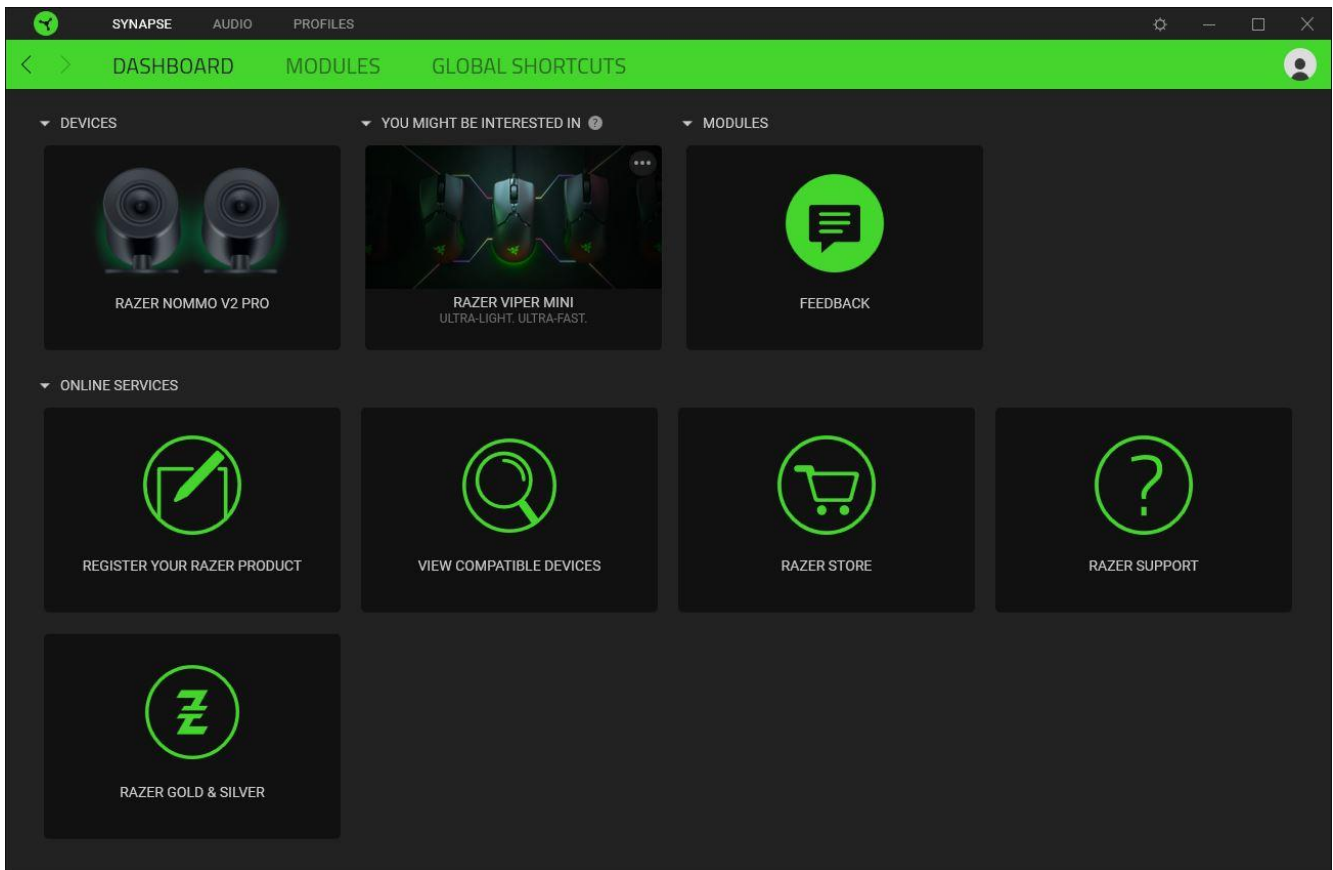 SYNAPSE AUDIO PROFILES
DASHBOARD MODULES GLOBAL SHORTCUTS
DEVICES
YOU MIGHT BE INTERESTED IN ?
MODULES
RAZER NOMMO V2 PRO
RAZER VIPER MINI
ULTRA-LIGHT. ULTRA-FAST.
FEEDBACK
ONLINE SERVICES
REGISTER YOUR RAZER PRODUCT
VIEW COMPATIBLE DEVICES
RAZER STORE
RAZER SUPPORT
RAZER GOLD & SILVER